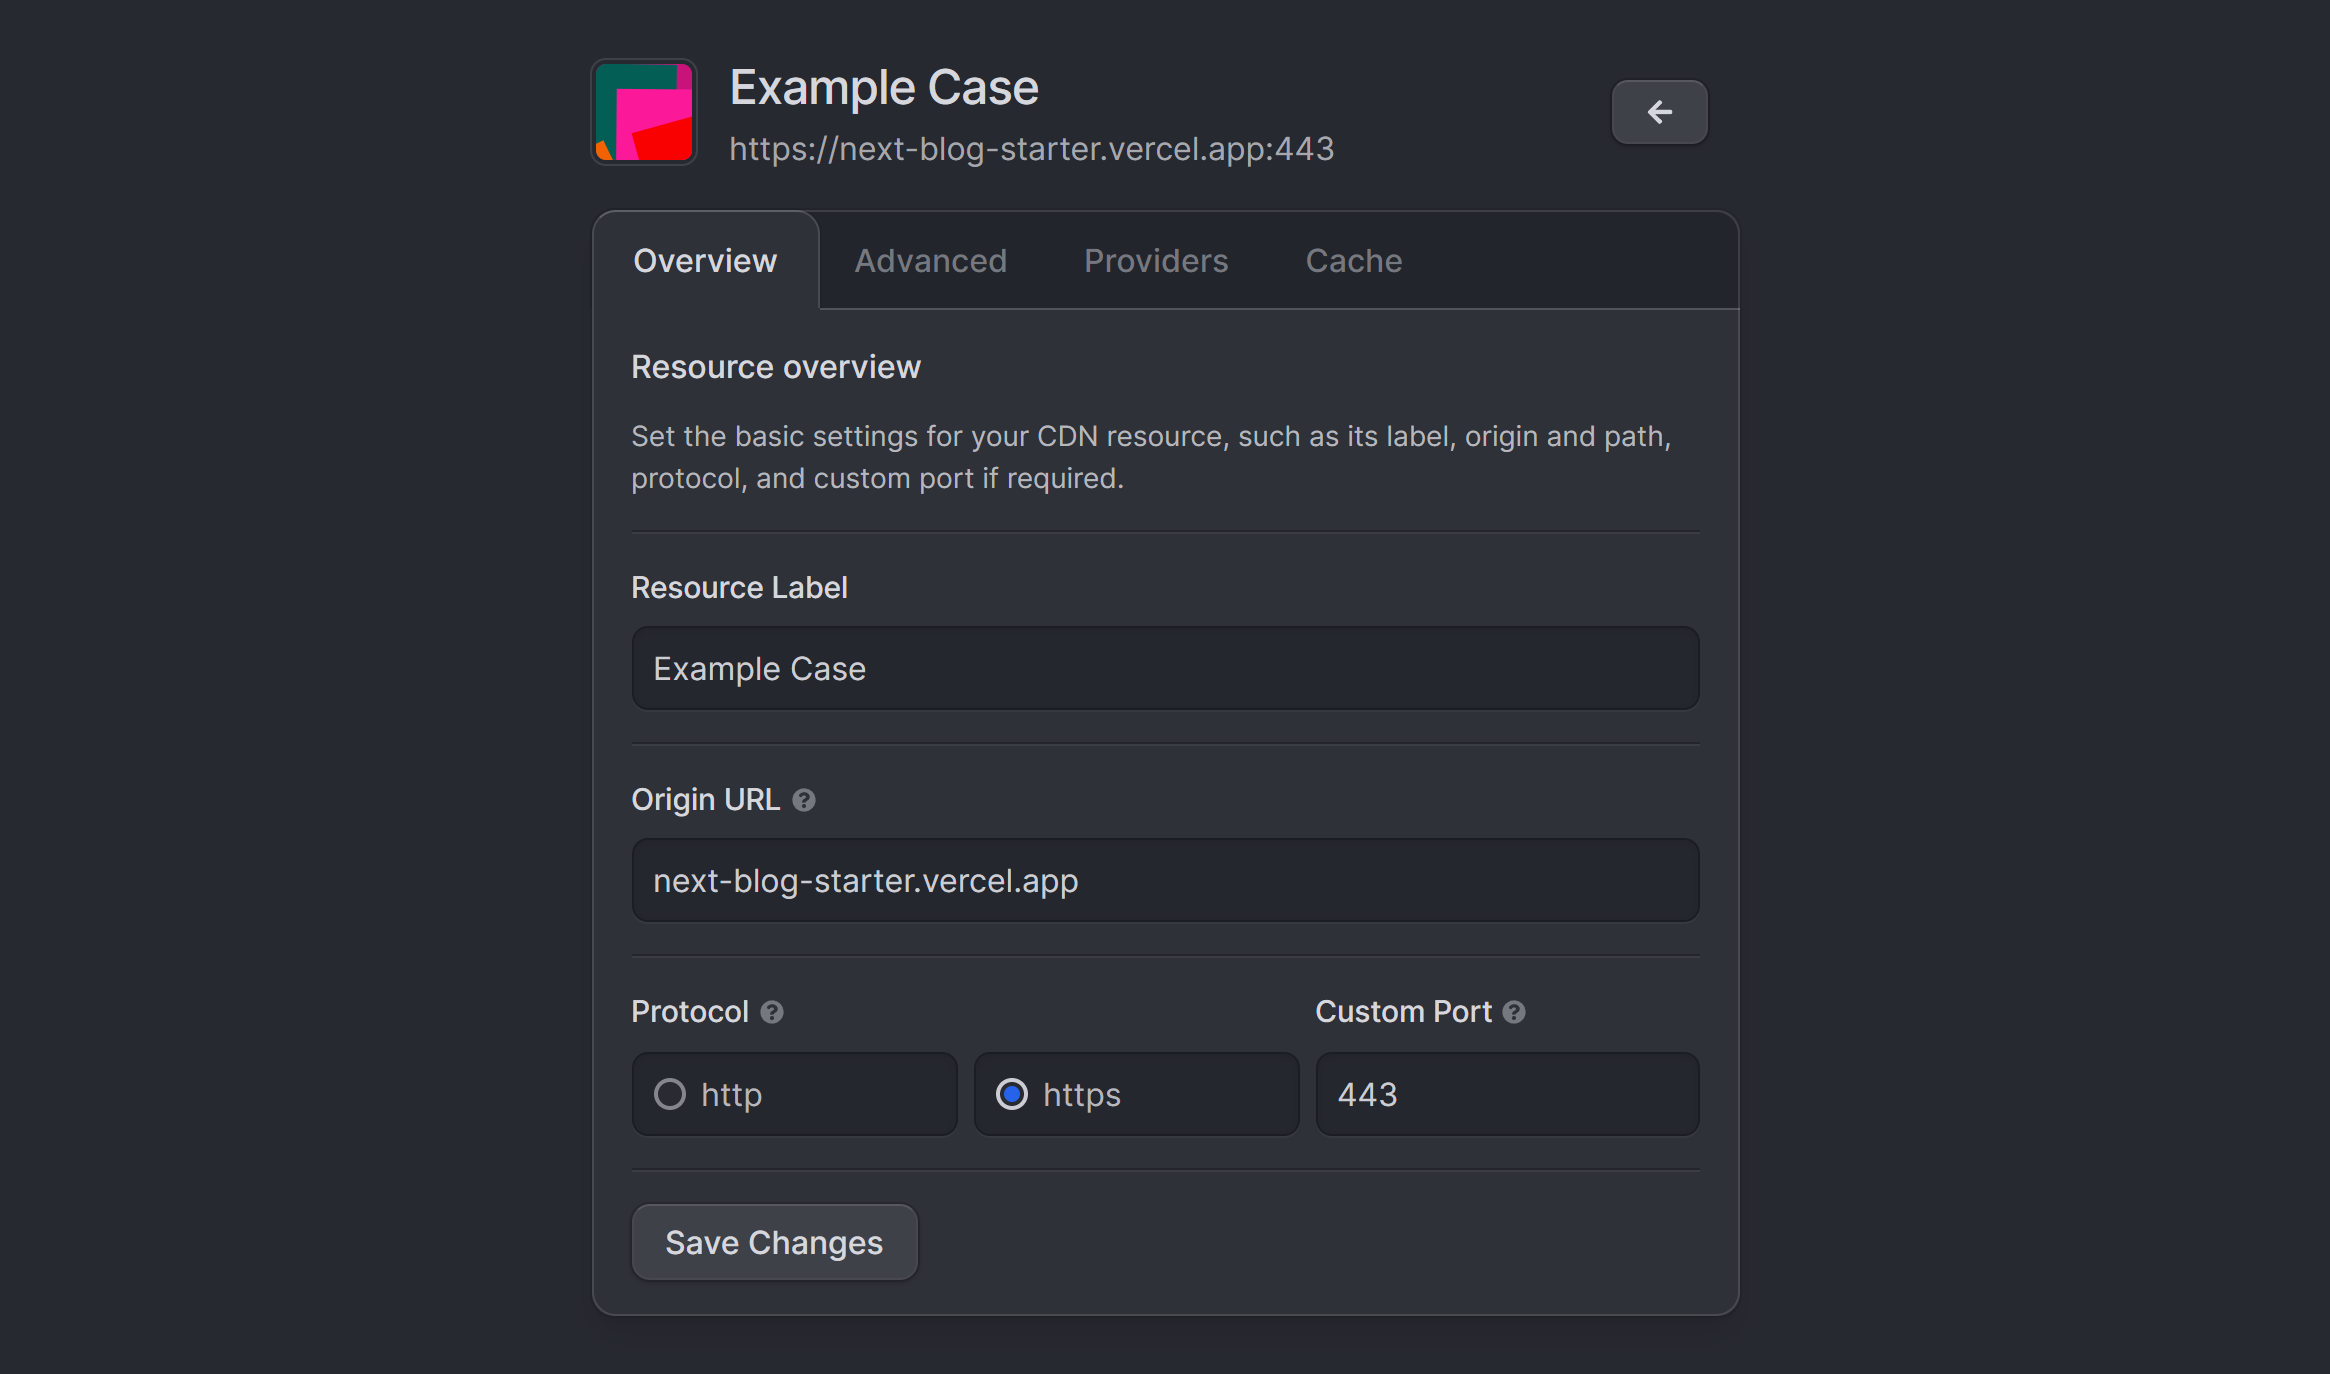 Example Case
https://next-blog-starter.vercel.app:443
Overview
Advanced
Providers
Cache
Resource overview
Set the basic settings for your CDN resource, such as its label, origin and path,
protocol, and custom port if required.
Resource Label
Example Case
Origin URL
next-blog-starter.vercel.app
Protocol
Custom Port
http
https
443
Save Changes